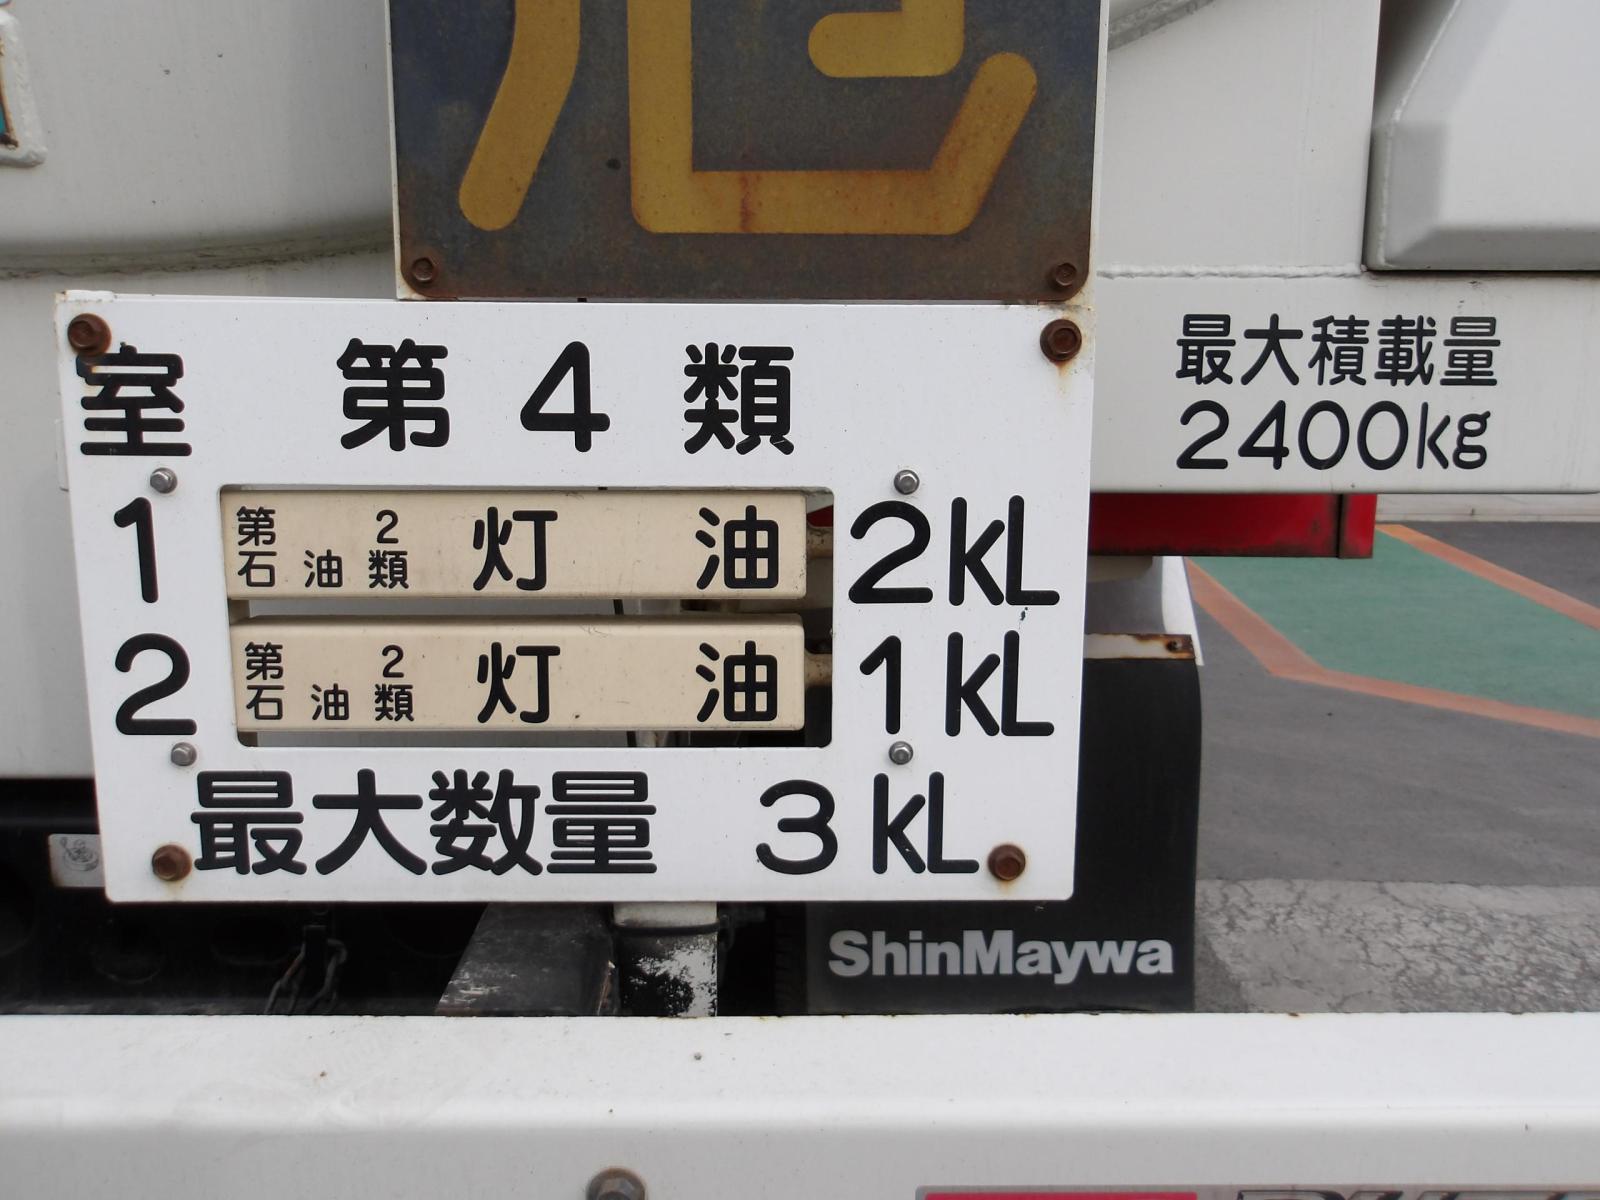 危
室 第4類
1 第2石油類 灯油 2kL
2 第2石油類 灯油 1kL
最大数量 3kL
最大積載量
2400kg
ShinMaywa